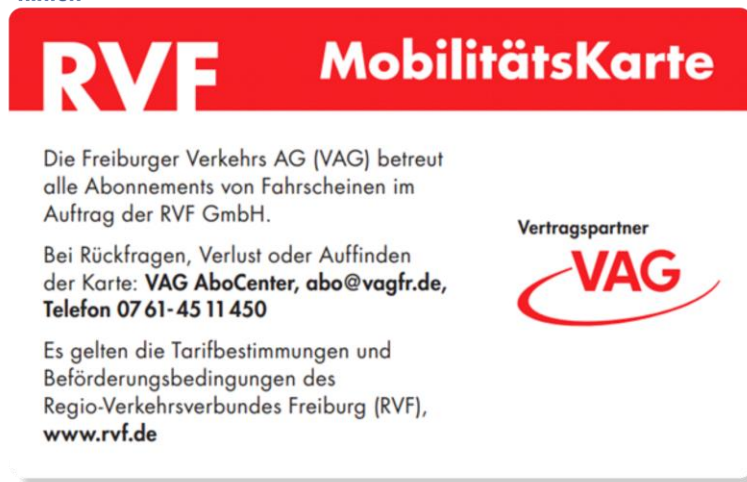 RVF MobilitätsKarte
Die Freiburger Verkehrs AG (VAG) betreut
alle Abonnements von Fahrscheinen im
Auftrag der RVF GmbH.
Bei Rückfragen, Verlust oder Auffinden
der Karte: VAG AboCenter, abo@vagfr.de,
Telefon 07 61- 45 11 450
Es gelten die Tarifbestimmungen und
Beförderungsbedingungen des
Regio-Verkehrsverbundes Freiburg (RVF),
www.rvf.de
Vertragspartner
VAG